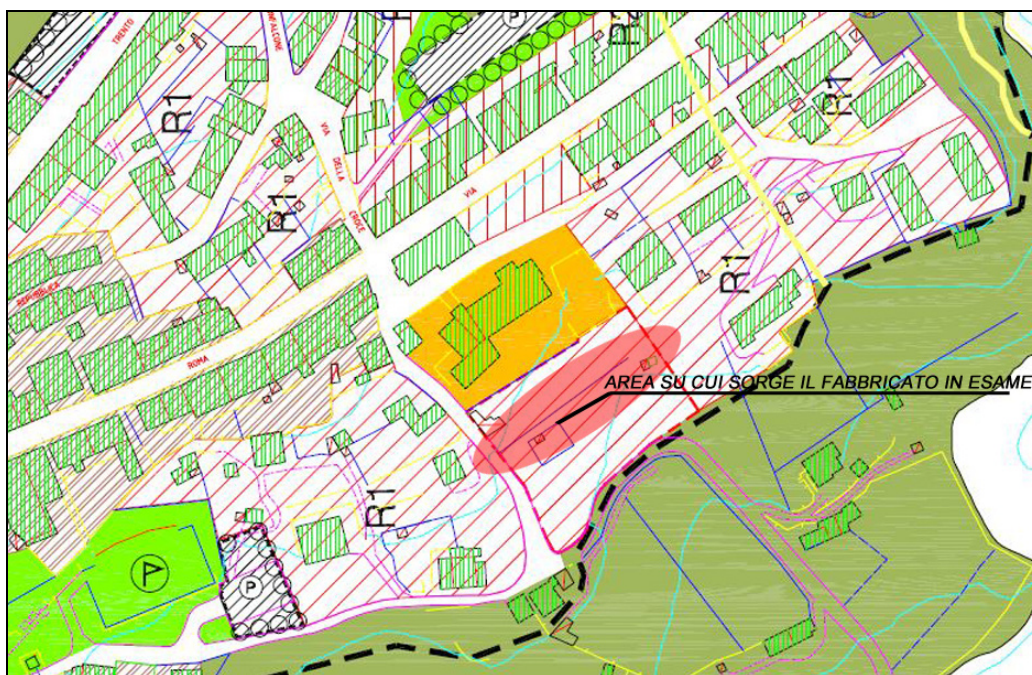 TRENTO
P
R1
R1
R1
VIA
DELLA
CROCE
VIA
R1
R1
REPUBBLICA
ROMA
AREA SU CUI SORGE IL FABBRICATO IN ESAME
R1
P